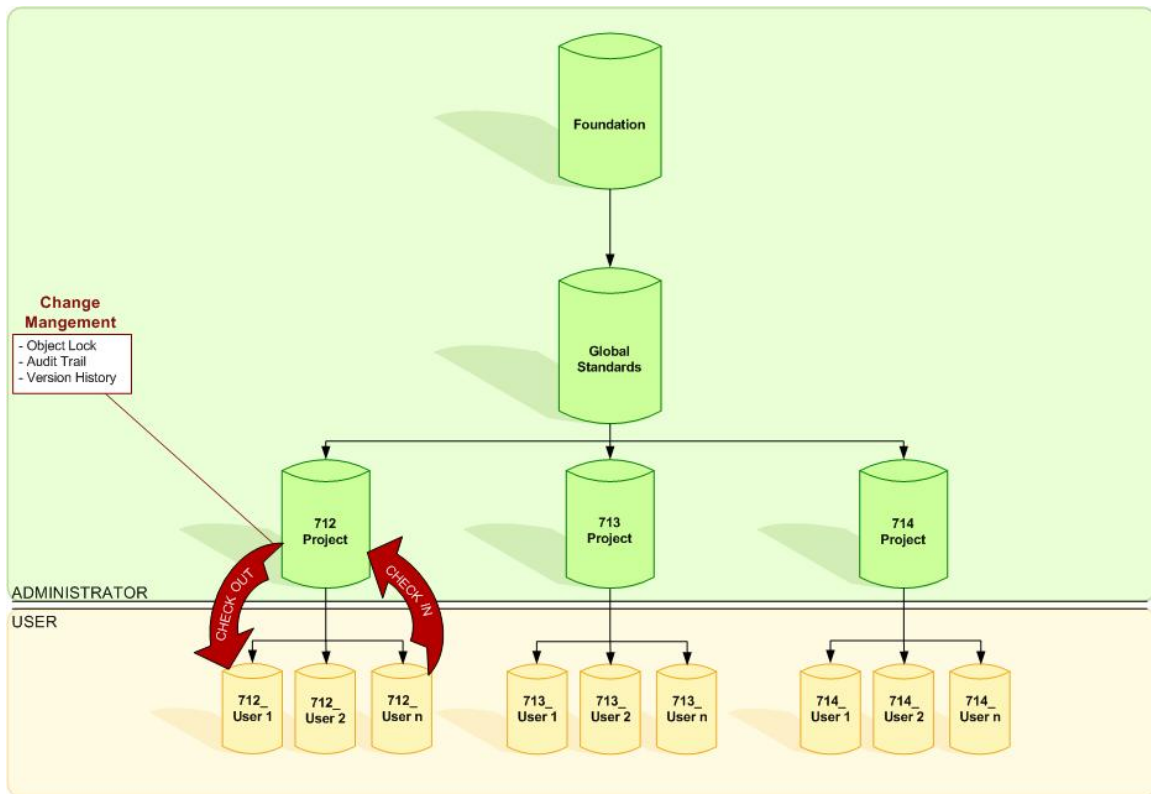 Foundation
Global
Standards
Change
Mangement
- Object Lock
- Audit Trail
- Version History
712
Project
713
Project
714
Project
CHECK OUT
CHECK IN
ADMINISTRATOR
USER
712_
User 1
712_
User 2
712_
User n
713_
User 1
713_
User 2
713_
User n
714_
User 1
714_
User 2
714_
User n